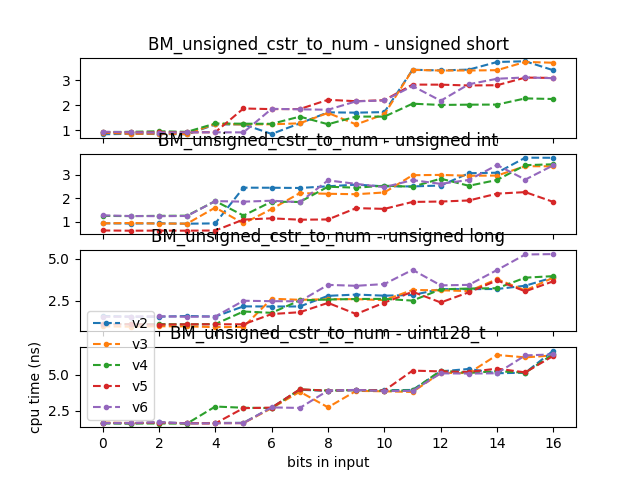 BM_unsigned_cstr_to_num - unsigned short
3
2
1
BM_unsigned_cstr_to_num - unsigned int
3
2
1
BM_unsigned_cstr_to_num - unsigned long
5.0
2.5
BM_unsigned_cstr_to_num - uint128_t
5.0
2.5
v2
v3
v4
v5
v6
cpu time (ns)
0 2 4 6 8 10 12 14 16
bits in input